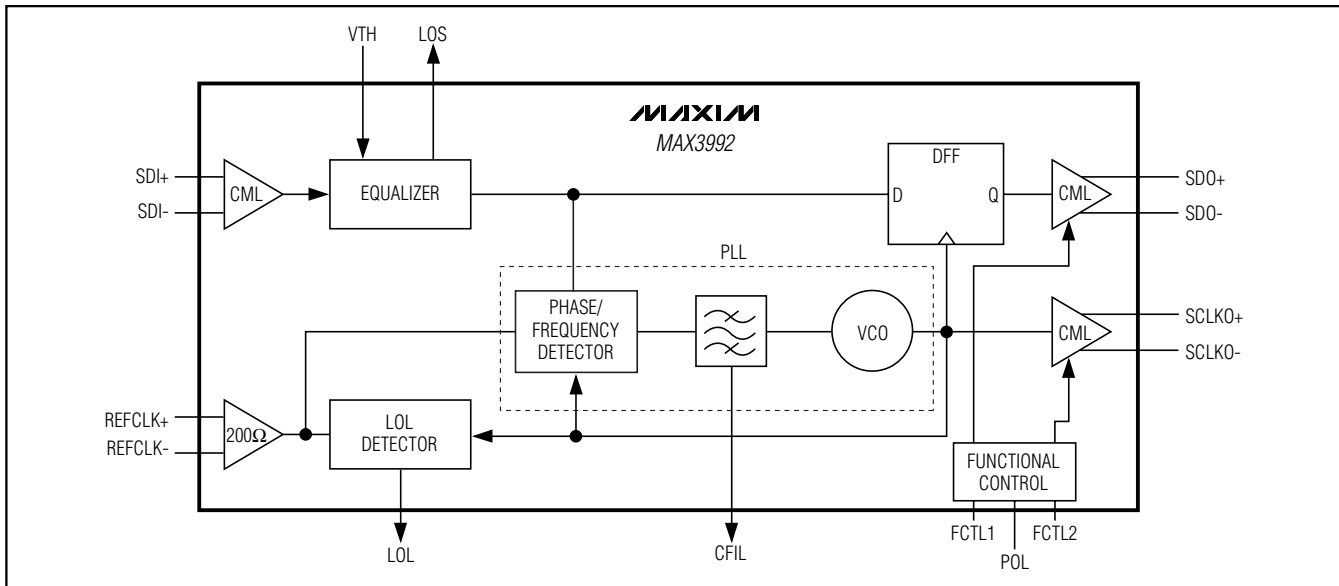 VTH
LOS
MAXIM
MAX3992
SDI+
SDI-
CML
EQUALIZER
DFF
D
Q
CML
SDO+
SDO-
PLL
PHASE/
FREQUENCY
DETECTOR
VCO
CML
SCLKO+
SCLKO-
REFCLK+
REFCLK-
200Ω
LOL
DETECTOR
FUNCTIONAL
CONTROL
LOL
CFIL
FCTL1
FCTL2
POL